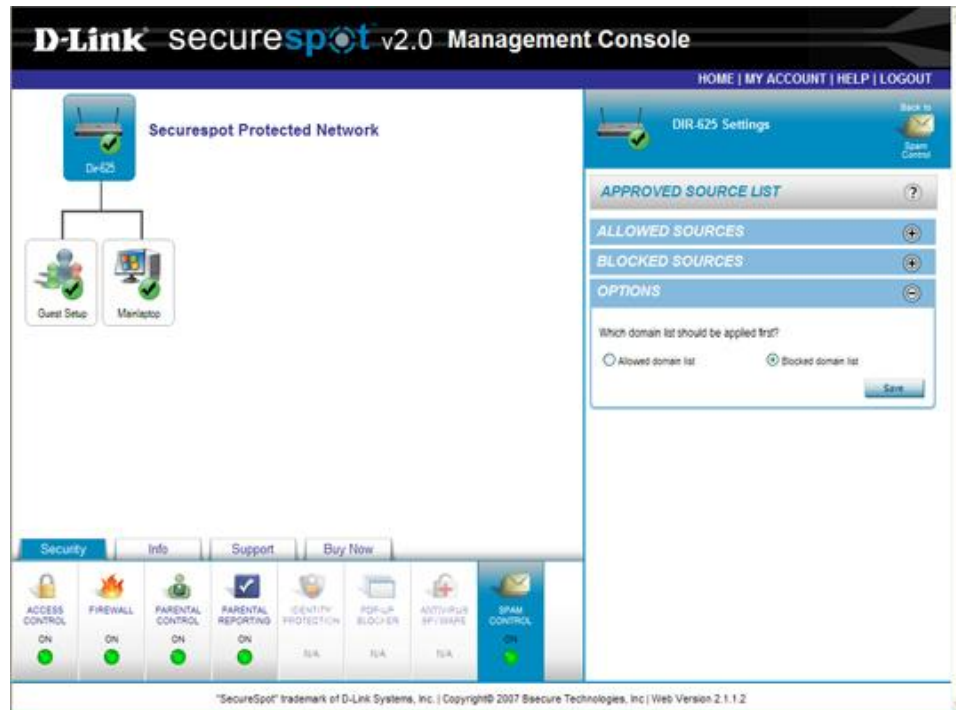 D-Link securespot v2.0 Management Console
HOME | MY ACCOUNT | HELP | LOGOUT
Dir-625
Securespot Protected Network
Guest Setup
Mainlaptop
DIR-625 Settings
Back to
Spam
Control
APPROVED SOURCE LIST
?
ALLOWED SOURCES
BLOCKED SOURCES
OPTIONS
Which domain list should be applied first?
Allowed domain list
Blocked domain list
Save
Security
Info
Support
Buy Now
ACCESS
CONTROL
ON
FIREWALL
ON
PARENTAL
CONTROL
ON
PARENTAL
REPORTING
ON
IDENTITY
PROTECTION
N/A
POP-UP
BLOCKER
N/A
ANTIVIRUS
SPYWARE
N/A
SPAM
CONTROL
ON
"SecureSpot" trademark of D-Link Systems, Inc. | Copyright© 2007 Bsecure Technologies, Inc | Web Version 2.1.1.2